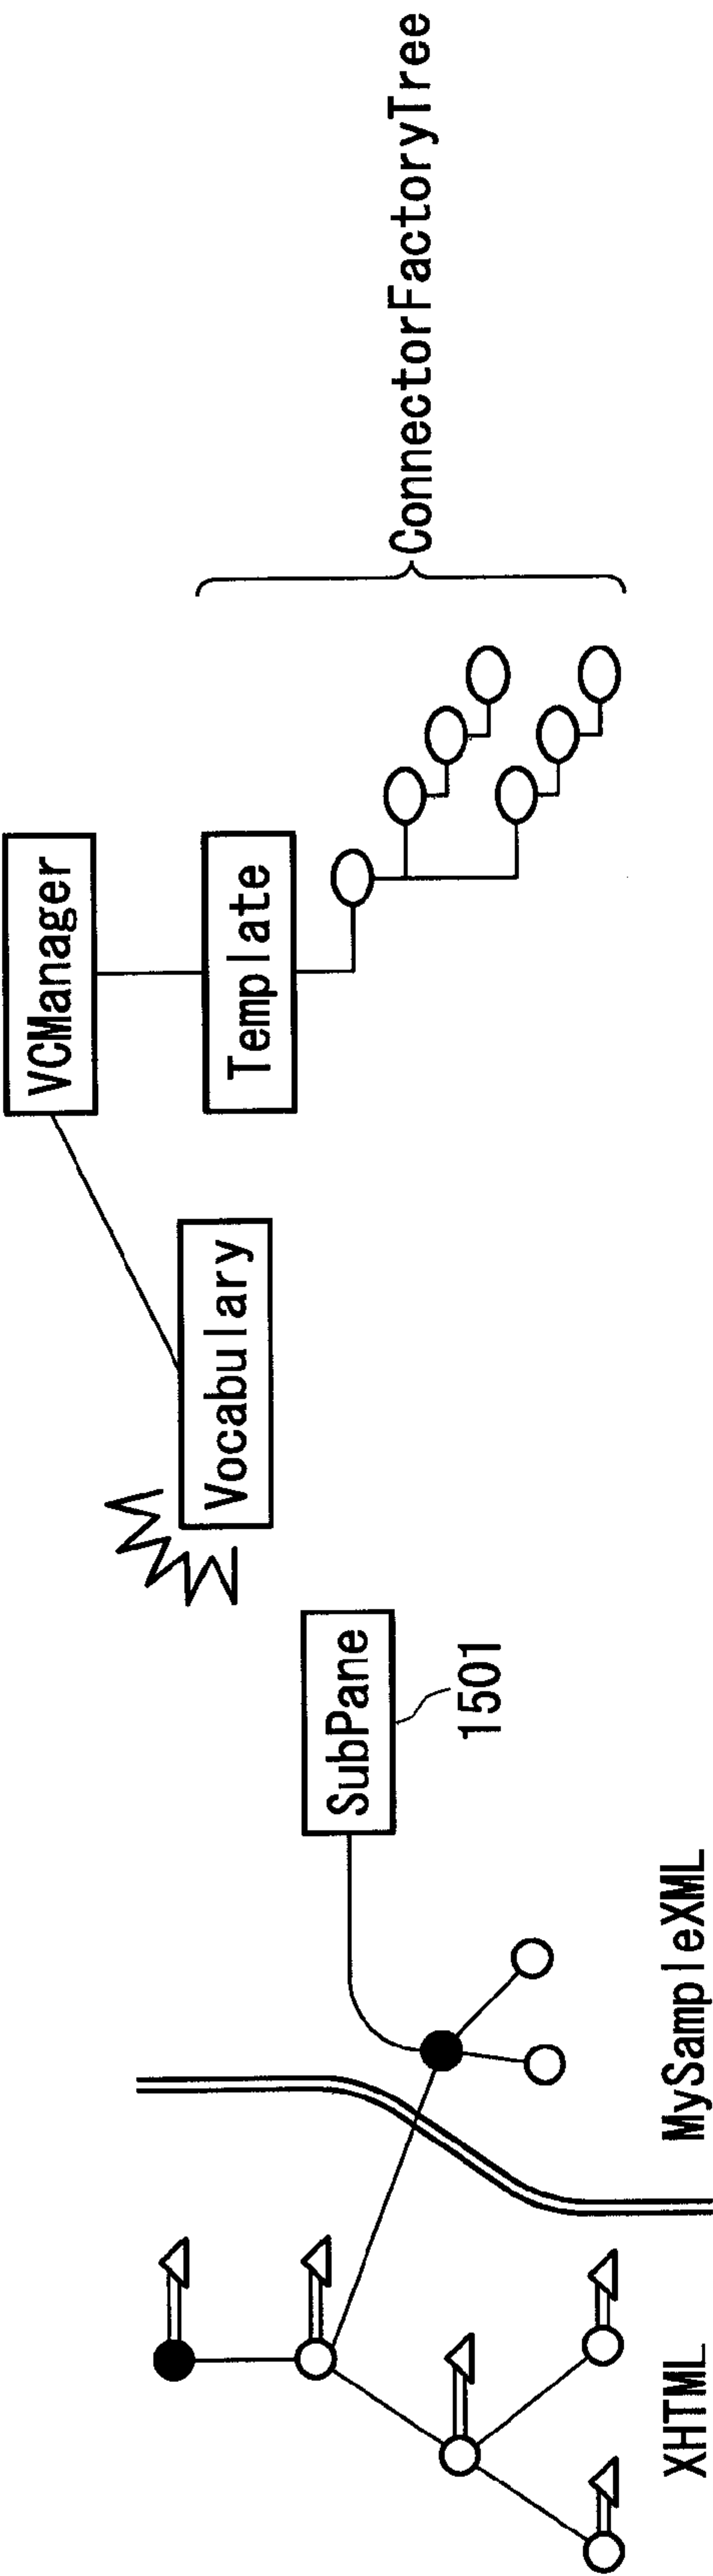 XHTML
MySampleXML
SubPane
1501
Vocabulary
VCManager
Template
ConnectorFactoryTree